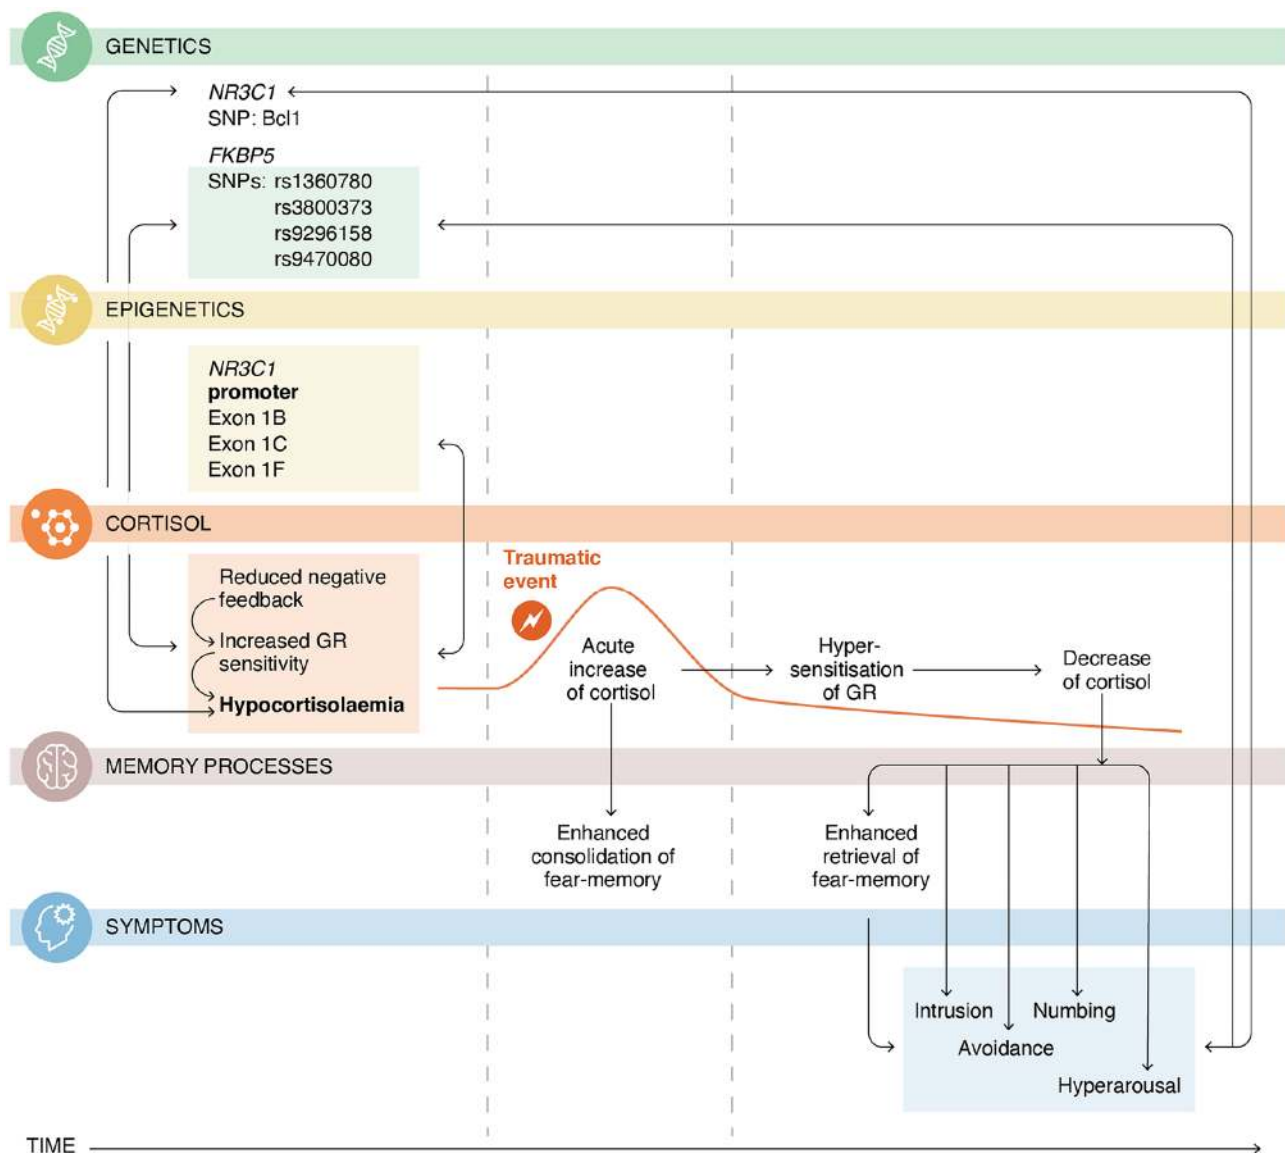 GENETICS
NR3C1
SNP: Bcl1
FKBP5
SNPs: rs1360780
rs3800373
rs9296158
rs9470080
EPIGENETICS
NR3C1
promoter
Exon 1B
Exon 1C
Exon 1F
CORTISOL
Reduced negative
feedback
Increased GR
sensitivity
Hypocortisolaemia
Traumatic
event
Acute
increase
of cortisol
Hyper-
sensitisation
of GR
Decrease
of cortisol
MEMORY PROCESSES
Enhanced
consolidation of
fear-memory
Enhanced
retrieval of
fear-memory
SYMPTOMS
Intrusion
Numbing
Avoidance
Hyperarousal
TIME